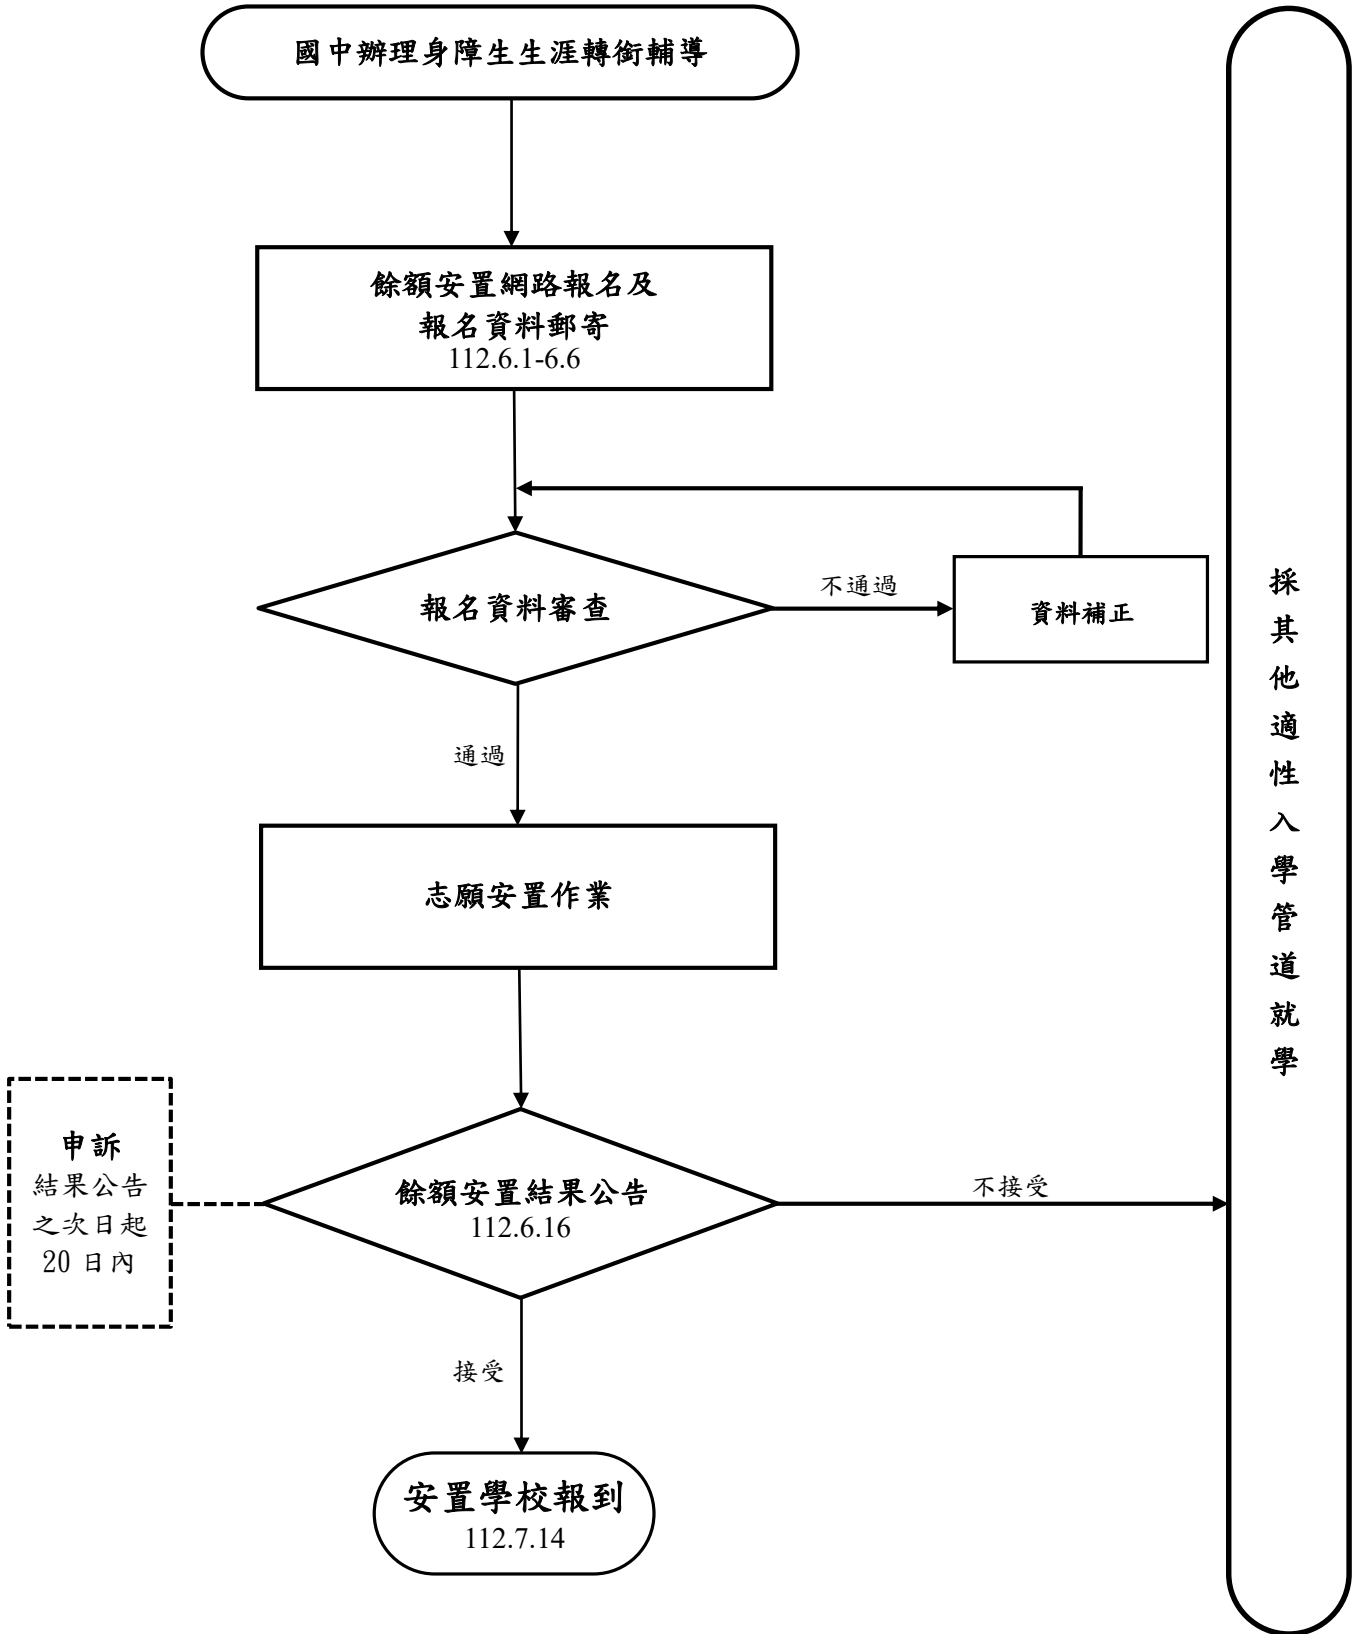 國中辦理身障生生涯轉銜輔導
餘額安置網路報名及
報名資料郵寄
112.6.1-6.6
報名資料審查
不通過
資料補正
通過
志願安置作業
申訴
結果公告
之次日起
20 日內
餘額安置結果公告
112.6.16
不接受
接受
安置學校報到
112.7.14
採其他適性入學管道就學